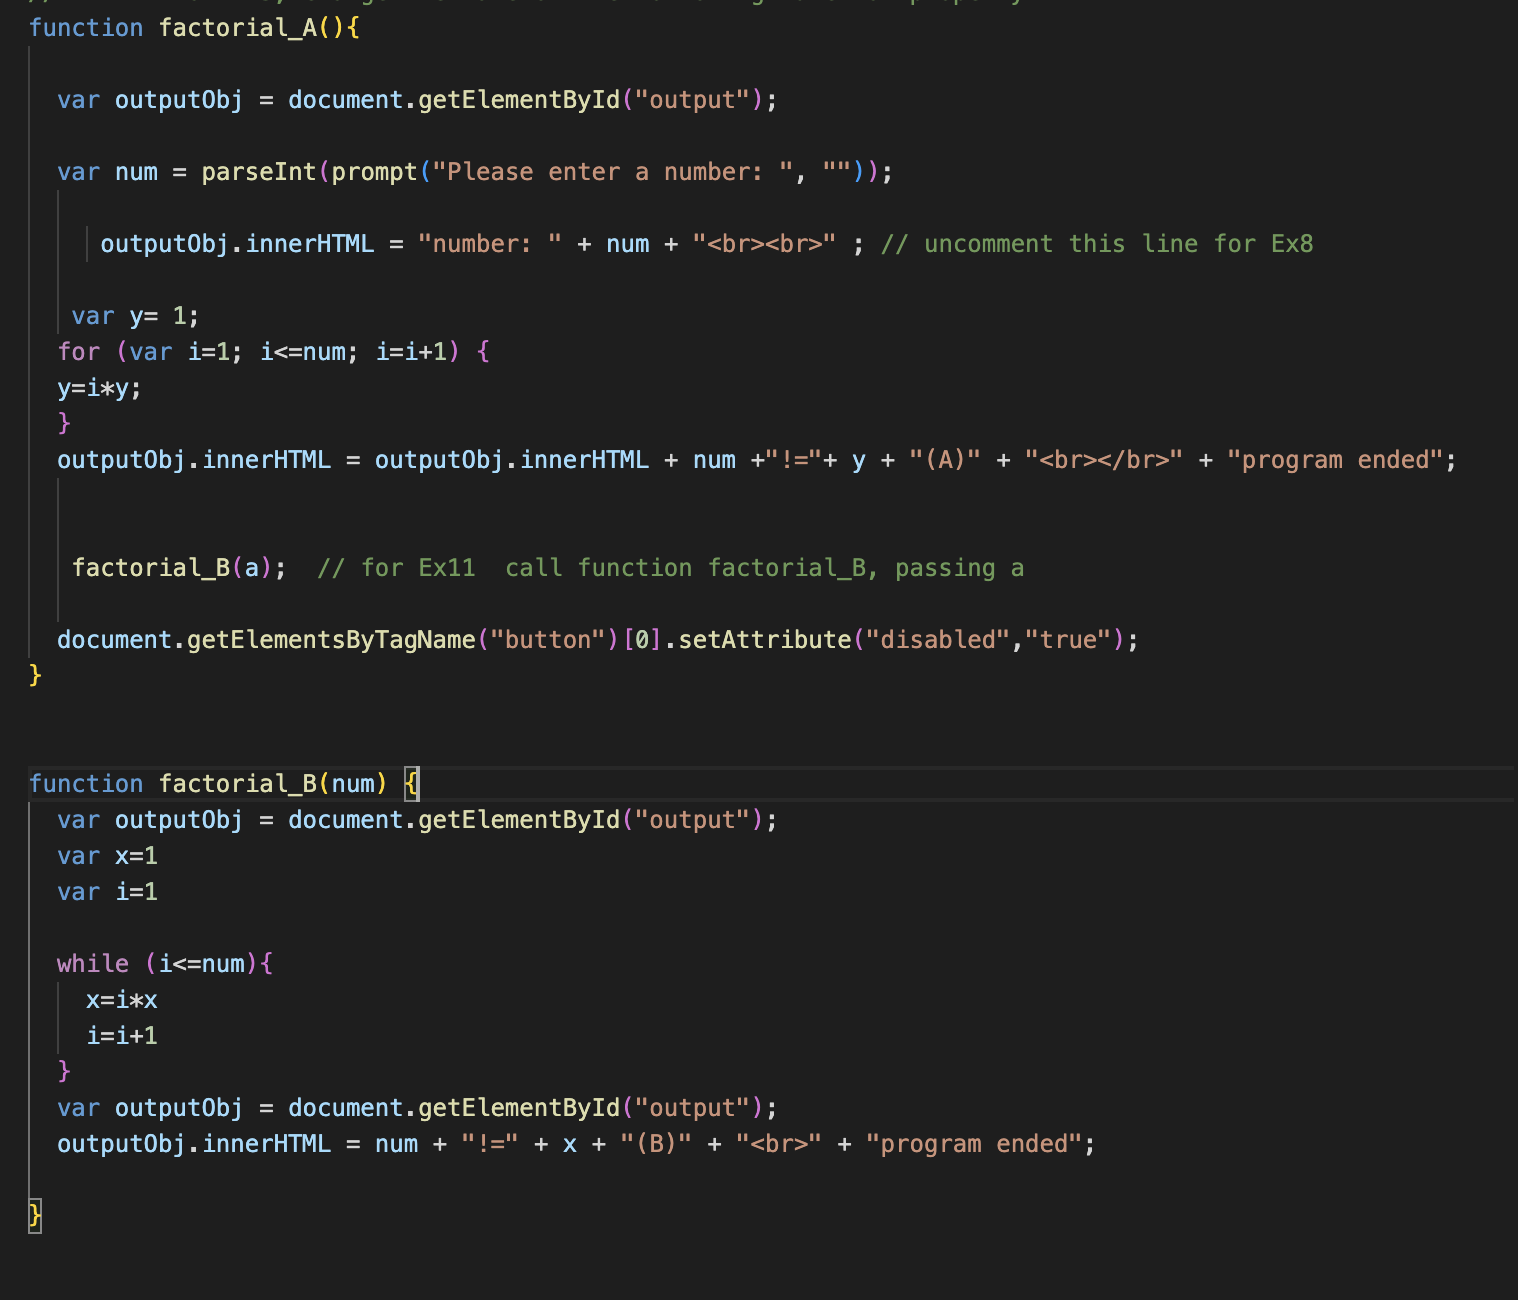 function factorial_A(){
var outputObj = document.getElementById("output");
var num = parseInt(prompt("Please enter a number: ", ""));
outputObj.innerHTML = "number: " + num + "<br><br>" ; // uncomment this line for Ex8
var y= 1;
for (var i=1; i<=num; i=i+1) {
y=i*y;
}
outputObj.innerHTML = outputObj.innerHTML + num +"!="+ y + "(A)" + "<br></br>" + "program ended";
factorial_B(a);  // for Ex11  call function factorial_B, passing a
document.getElementsByTagName("button")[0].setAttribute("disabled","true");
}
function factorial_B(num) {
var outputObj = document.getElementById("output");
var x=1
var i=1
while (i<=num){
x=i*x
i=i+1
}
var outputObj = document.getElementById("output");
outputObj.innerHTML = num + "!=" + x + "(B)" + "<br>" + "program ended";
}